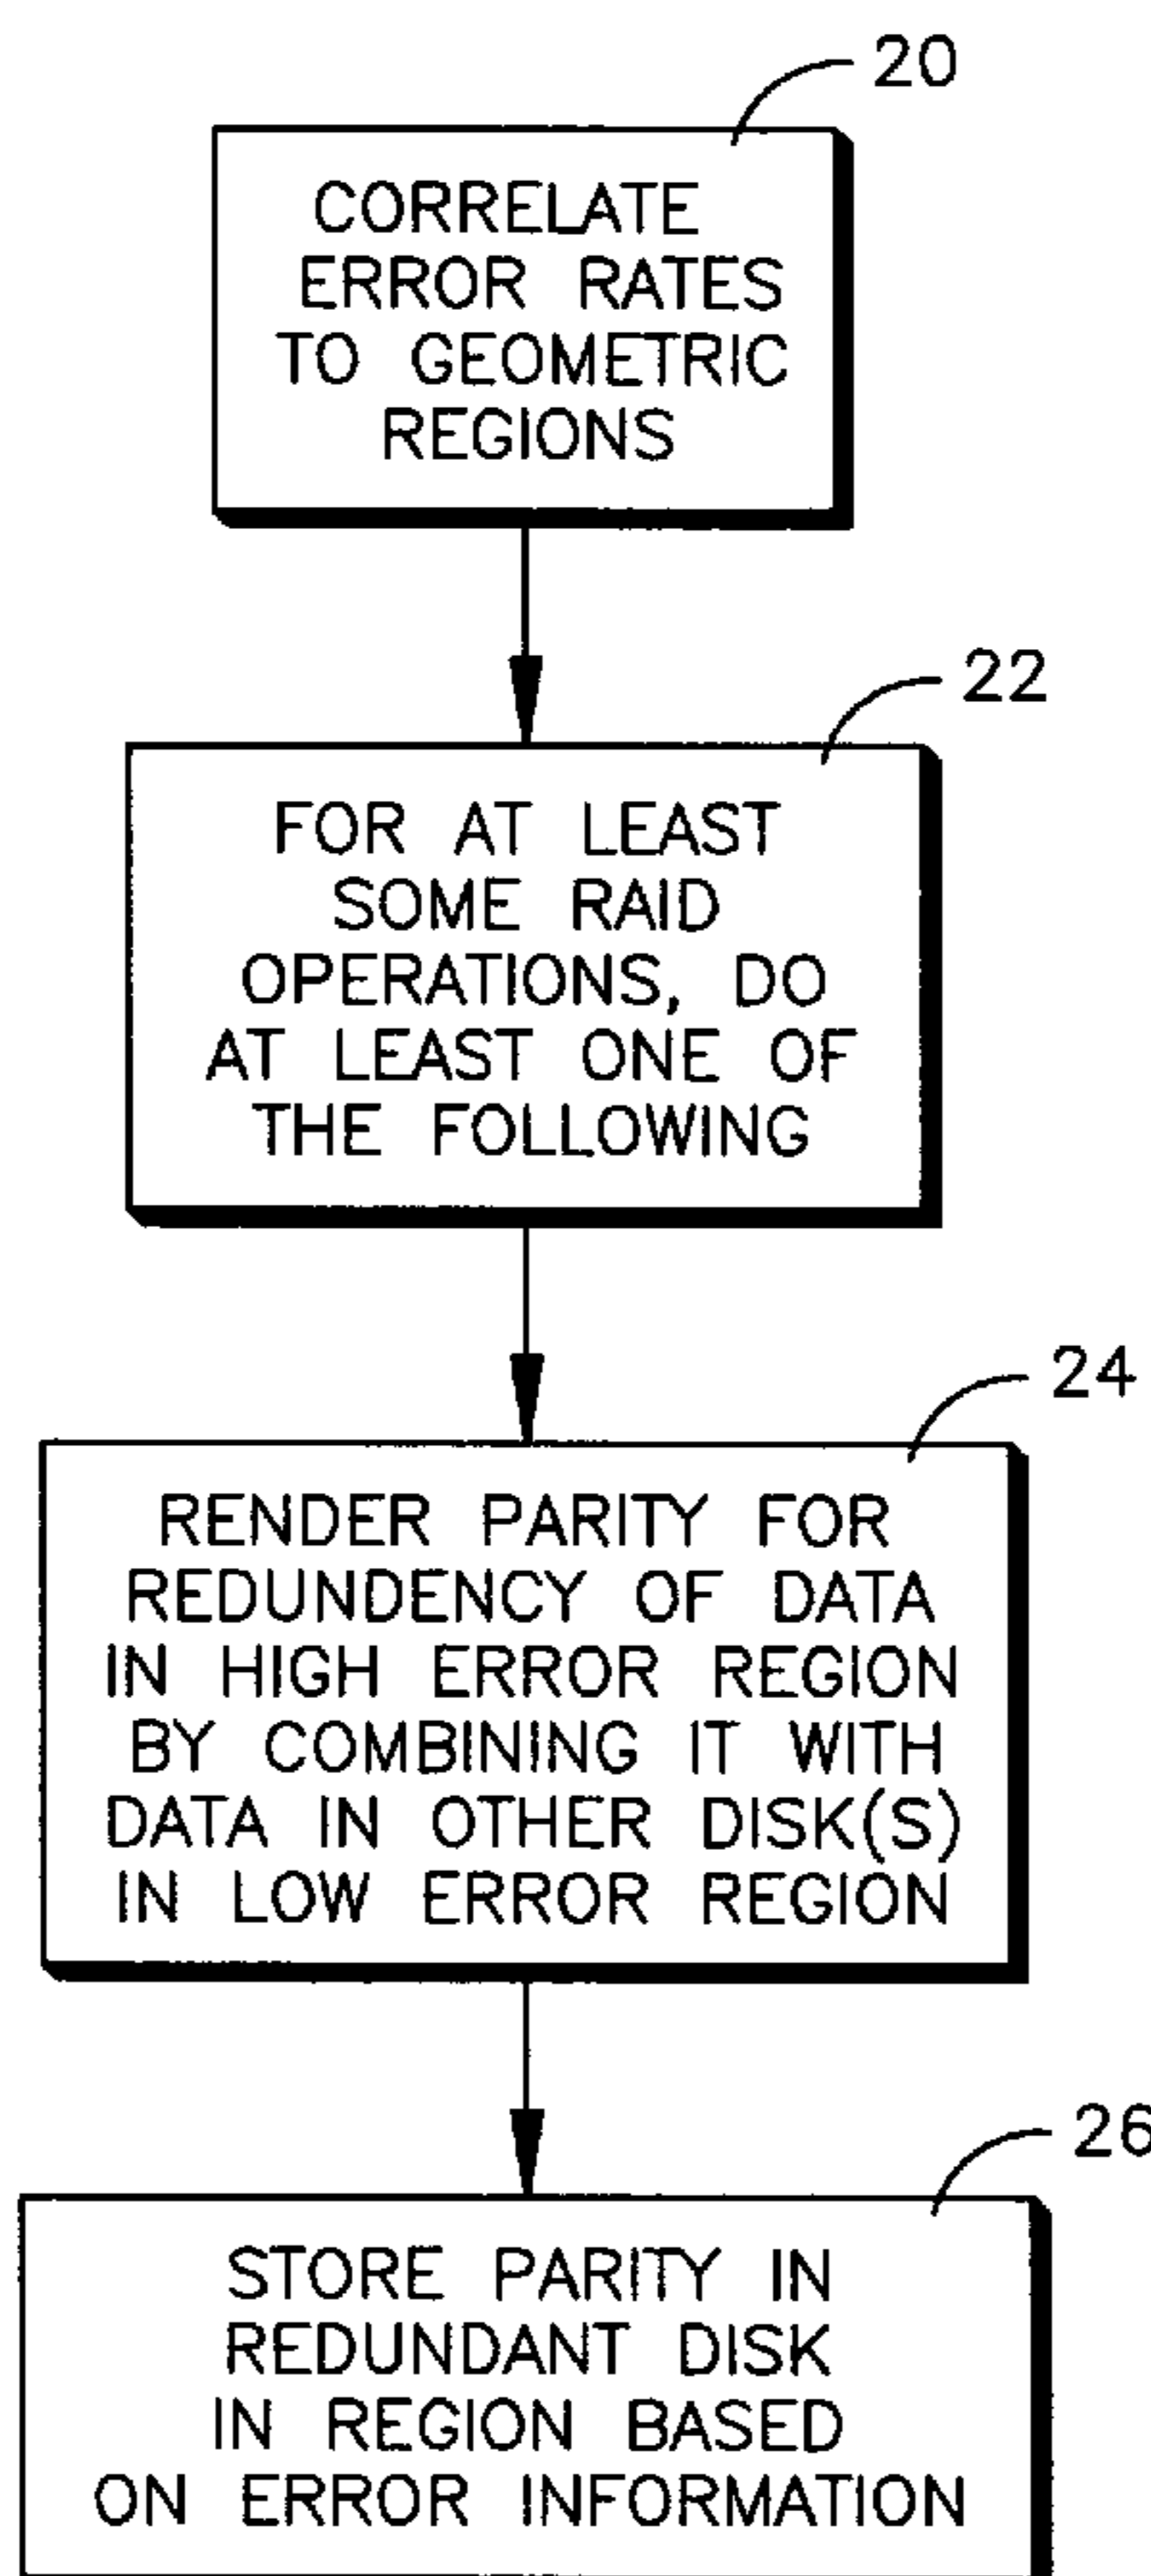 20
CORRELATE
ERROR RATES
TO GEOMETRIC
REGIONS
22
FOR AT LEAST
SOME RAID
OPERATIONS, DO
AT LEAST ONE OF
THE FOLLOWING
24
RENDER PARITY FOR
REDUNDENCY OF DATA
IN HIGH ERROR REGION
BY COMBINING IT WITH
DATA IN OTHER DISK(S)
IN LOW ERROR REGION
26
STORE PARITY IN
REDUNDANT DISK
IN REGION BASED
ON ERROR INFORMATION